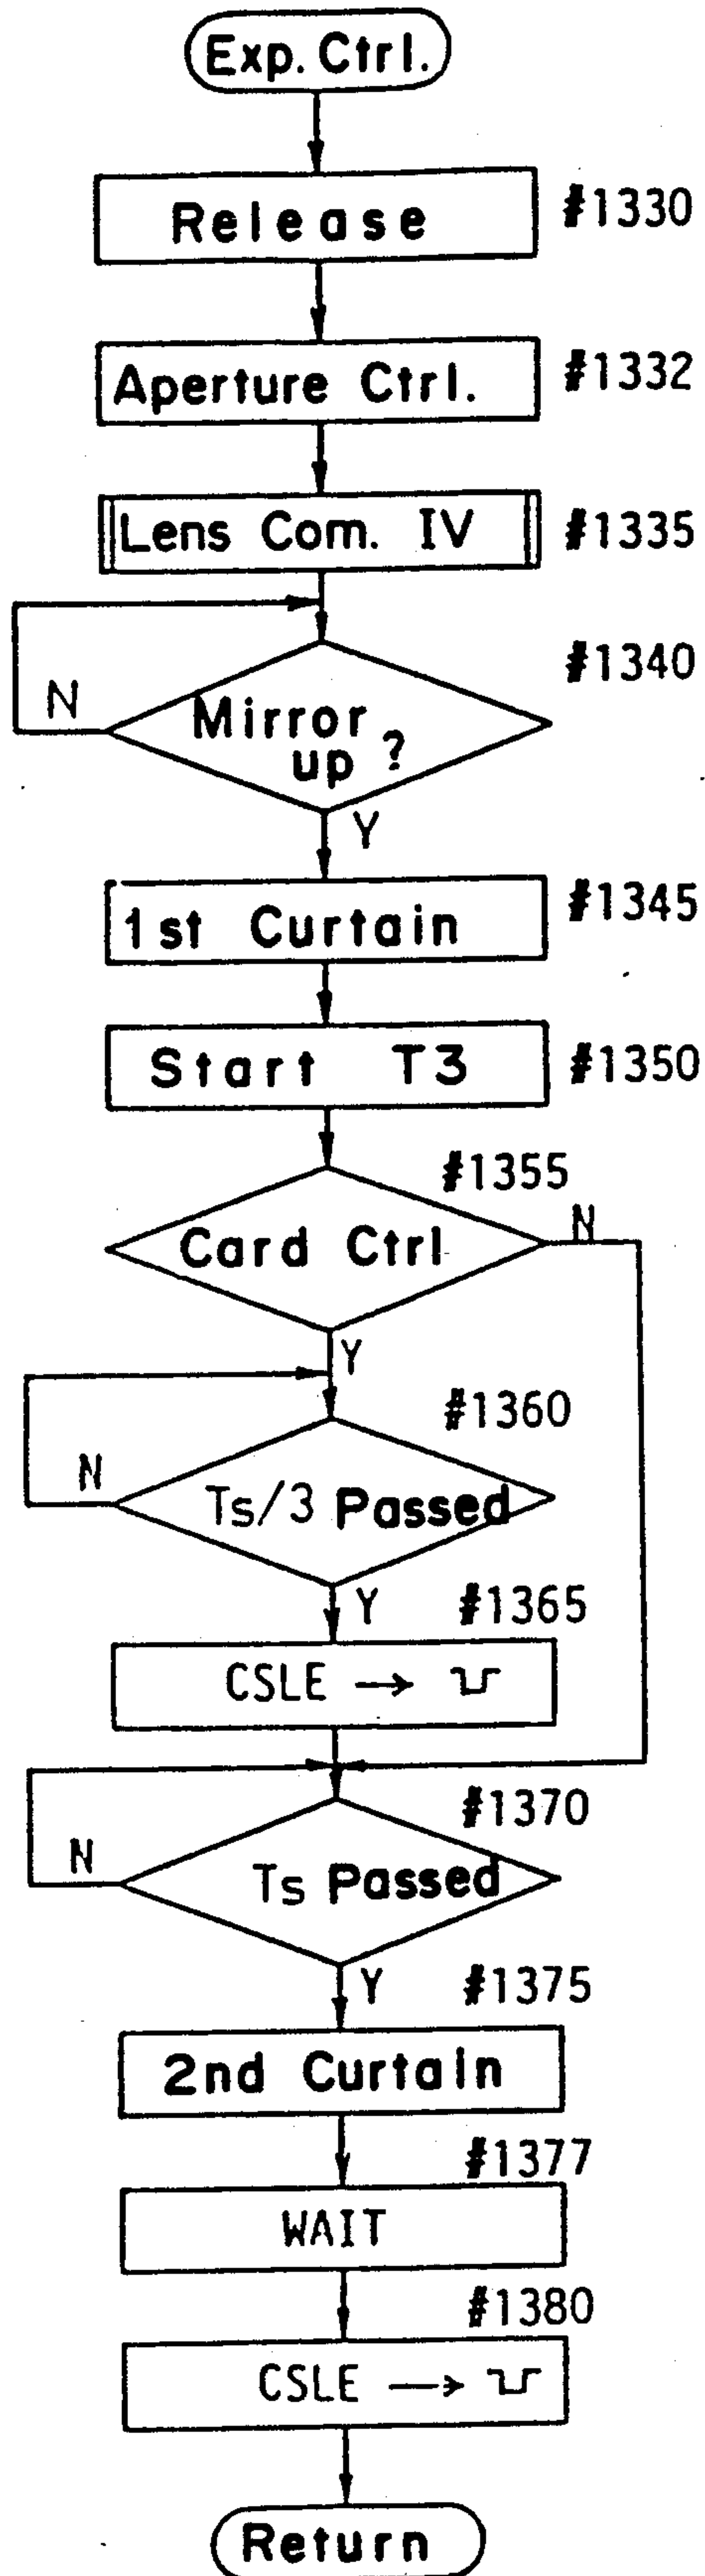 Exp. Ctrl.
Release #1330
Aperture Ctrl. #1332
Lens Com. IV #1335
#1340
N
Mirror
up ?
Y
1st Curtain #1345
Start T3 #1350
#1355
Card Ctrl
N
Y
#1360
N
Ts/3 Passed
Y
#1365
CSLE →
#1370
N
Ts Passed
Y
#1375
2nd Curtain
#1377
WAIT
#1380
CSLE →
Return